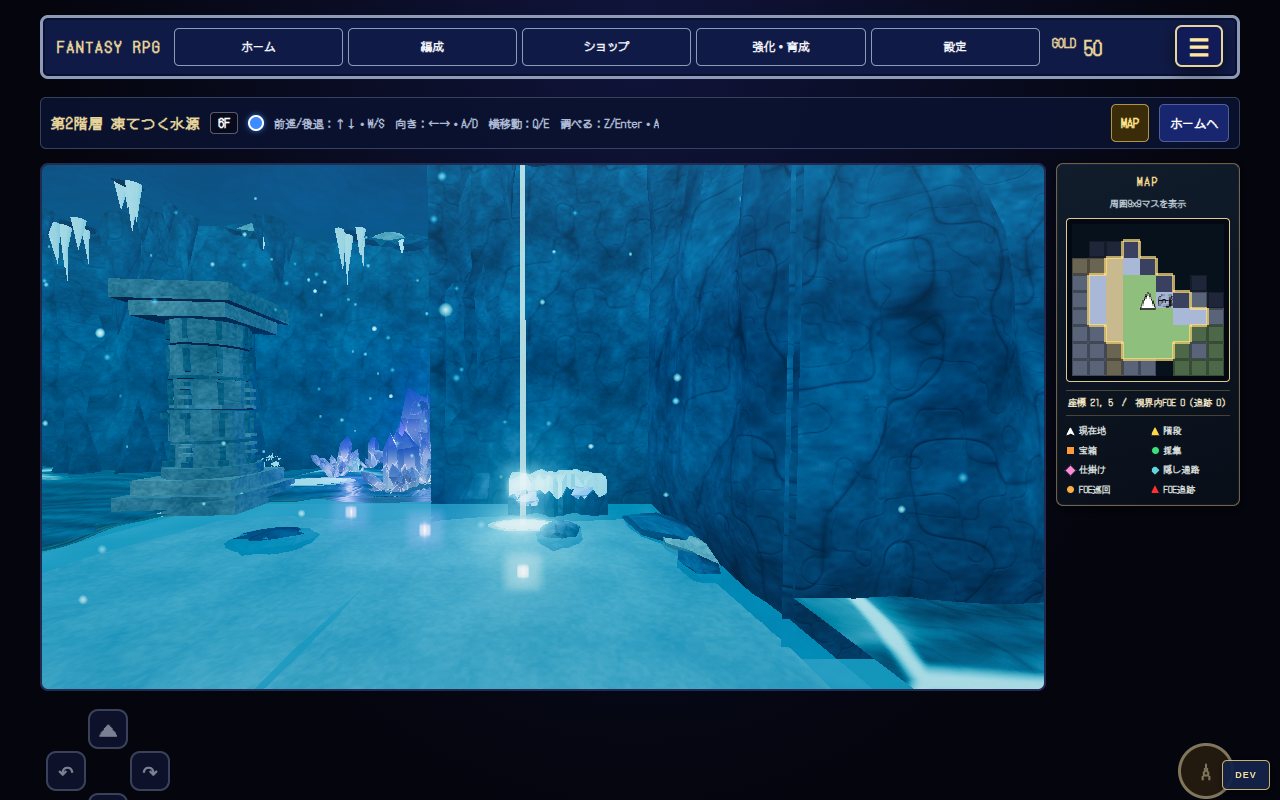 FANTASY RPG
ホーム
編成
ショップ
強化・育成
設定
GOLD 50
第2階層 凍てつく水源
6F
前進/後退：↑↓・W/S 向き：←→・A/D 横移動：Q/E 調べる：Z/Enter・A
MAP
ホームへ
MAP
周囲9x9マスを表示
座標 21, 5 / 視界内FOE 0 (追跡 0)
現在地
階段
宝箱
採集
仕掛け
隠し通路
FOE巡回
FOE追跡
A
DEV